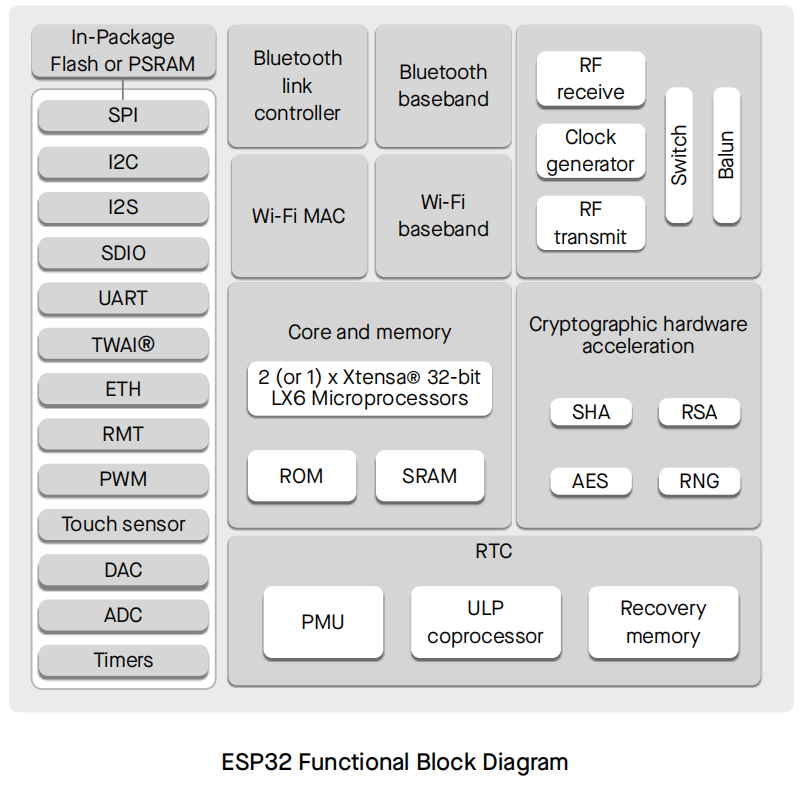 In-Package
Flash or PSRAM
SPI
I2C
I2S
SDIO
UART
TWAI®
ETH
RMT
PWM
Touch sensor
DAC
ADC
Timers
Bluetooth
link
controller
Bluetooth
baseband
Wi-Fi MAC
Wi-Fi
baseband
RF
receive
Clock
generator
RF
transmit
Switch
Balun
Core and memory
2 (or 1) x Xtensa® 32-bit
LX6 Microprocessors
ROM
SRAM
Cryptographic hardware
acceleration
SHA
RSA
AES
RNG
RTC
PMU
ULP
coprocessor
Recovery
memory
ESP32 Functional Block Diagram